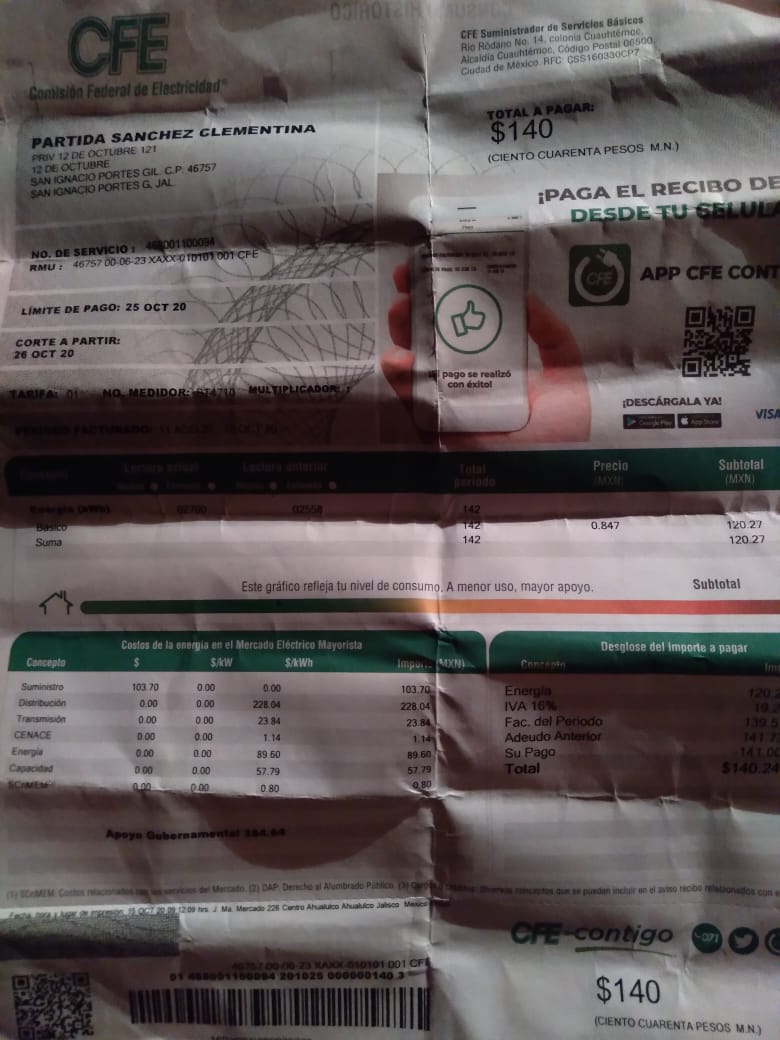 CFE
Comisión Federal de Electricidad®
CFE Suministrador de Servicios Básicos
Río Ródano No. 14, colonia Cuauhtémoc,
Alcaldía Cuauhtémoc, Código Postal 06500,
Ciudad de México. RFC: CSS160330CP7
TOTAL A PAGAR:
$140
(CIENTO CUARENTA PESOS M.N.)
PARTIDA SANCHEZ CLEMENTINA
PRIV 12 DE OCTUBRE 121
12 DE OCTUBRE
SAN IGNACIO PORTES GIL. C.P. 46757
SAN IGNACIO PORTES G, JAL.
¡PAGA EL RECIBO DE
DESDE TU CELULA
NO. DE SERVICIO : 468001100094
RMU : 46757 00-06-23 XAXX-010101 001 CFE
CFE
APP CFE CONT
LÍMITE DE PAGO: 25 OCT 20
CORTE A PARTIR:
26 OCT 20
pago se realizó
con éxito!
¡DESCÁRGALA YA!
Google Play App Store VISA
TARIFA: 01 NO. MEDIDOR: ST4710 MULTIPLICADOR: 1
PERIODO FACTURADO: 11 AGO 20 OCT 20
Concepto Lectura actual Lectura anterior Total periodo Precio (MXN) Subtotal (MXN)
Energía (kWh) 02700 02558 142
Básico 142 0.847 120.27
Suma 142 120.27
Este gráfico refleja tu nivel de consumo. A menor uso, mayor apoyo.
Subtotal
Costos de la energía en el Mercado Eléctrico Mayorista
Concepto $ $/kW $/kWh Importe (MXN)
Suministro 103.70 0.00 0.00 103.70
Distribución 0.00 0.00 228.04 228.04
Transmisión 0.00 0.00 23.84 23.84
CENACE 0.00 0.00 1.14 1.14
Energía 0.00 0.00 89.60 89.60
Capacidad 0.00 0.00 57.79 57.79
SCnMEM 0.00 0.00 0.80 0.80
Desglose del importe a pagar
Concepto Im
Energía 120.2
IVA 16% 19.2
Fac. del Periodo 139.5
Adeudo Anterior 141.7
Su Pago -141.00
Total $140.24
Apoyo Gubernamental 384.64
(1) SCnMEM: Costos relacionados con los servicios del Mercado. (2) DAP: Derecho al Alumbrado Público. (3) diversos conceptos que se pueden incluir en el aviso recibo relacionados con
Fecha, hora y lugar de impresión: 15 OCT 20 09:12:09 hrs. J. Ma. Mercado 226 Centro Ahualulco Ahualulco Jalisco Mexico
CFE-contigo
071
46757 00-06-23 XAXX-010101 001 CFE
01 468001100094 201025 000000140 3
$140
(CIENTO CUARENTA PESOS M.N.)